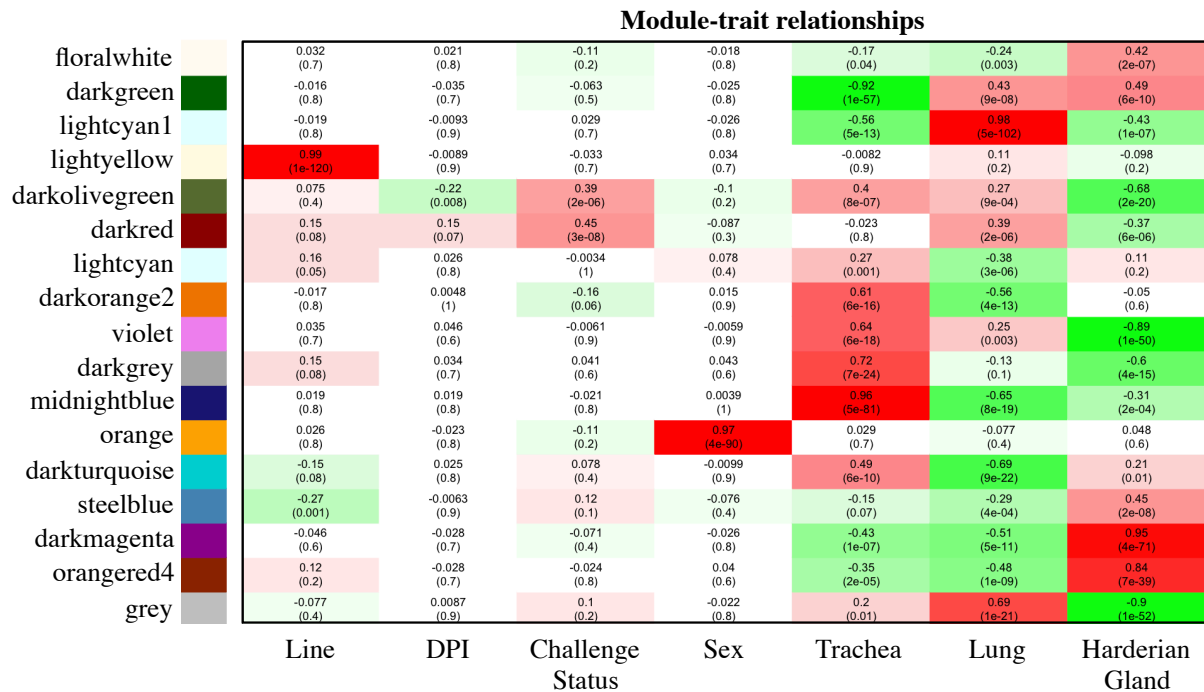 Module-trait relationships
floralwhite 0.032 0.021 -0.11 -0.018 -0.17 -0.24 0.42
(0.7) (0.8) (0.2) (0.8) (0.04) (0.003) (2e-07)
darkgreen -0.016 -0.035 -0.063 -0.025 -0.92 0.43 0.49
(0.8) (0.7) (0.5) (0.8) (1e-57) (9e-08) (6e-10)
lightcyan1 -0.019 -0.0093 0.029 -0.026 -0.56 0.98 -0.43
(0.8) (0.9) (0.7) (0.8) (5e-13) (5e-102) (1e-07)
lightyellow 0.99 -0.0089 -0.033 0.034 -0.0082 0.11 -0.098
(1e-120) (0.9) (0.7) (0.7) (0.9) (0.2) (0.2)
darkolivegreen 0.075 -0.22 0.39 -0.1 0.4 0.27 -0.68
(0.4) (0.008) (2e-06) (0.2) (8e-07) (9e-04) (2e-20)
darkred 0.15 0.15 0.45 -0.087 -0.023 0.39 -0.37
(0.08) (0.07) (3e-08) (0.3) (0.8) (2e-06) (6e-06)
lightcyan 0.16 0.026 -0.0034 0.078 0.27 -0.38 0.11
(0.05) (0.8) (1) (0.4) (0.001) (3e-06) (0.2)
darkorange2 -0.017 0.0048 -0.16 0.015 0.61 -0.56 -0.05
(0.8) (1) (0.06) (0.9) (6e-16) (4e-13) (0.6)
violet 0.035 0.046 -0.0061 -0.0059 0.64 0.25 -0.89
(0.7) (0.6) (0.9) (0.9) (6e-18) (0.003) (1e-50)
darkgrey 0.15 0.034 0.041 0.043 0.72 -0.13 -0.6
(0.08) (0.7) (0.6) (0.6) (7e-24) (0.1) (4e-15)
midnightblue 0.019 0.019 -0.021 0.0039 0.96 -0.65 -0.31
(0.8) (0.8) (0.8) (1) (5e-81) (8e-19) (2e-04)
orange 0.026 -0.023 -0.11 0.97 0.029 -0.077 0.048
(0.8) (0.8) (0.2) (4e-90) (0.7) (0.4) (0.6)
darkturquoise -0.15 0.025 0.078 -0.0099 0.49 -0.69 0.21
(0.08) (0.8) (0.4) (0.9) (6e-10) (9e-22) (0.01)
steelblue -0.27 -0.0063 0.12 -0.076 -0.15 -0.29 0.45
(0.001) (0.9) (0.1) (0.4) (0.07) (4e-04) (2e-08)
darkmagenta -0.046 -0.028 -0.071 -0.026 -0.43 -0.51 0.95
(0.6) (0.7) (0.4) (0.8) (1e-07) (5e-11) (4e-71)
orangered4 0.12 -0.028 -0.024 0.04 -0.35 -0.48 0.84
(0.2) (0.7) (0.8) (0.6) (2e-05) (1e-09) (7e-39)
grey -0.077 0.0087 0.1 -0.022 0.2 0.69 -0.9
(0.4) (0.9) (0.2) (0.8) (0.01) (1e-21) (1e-52)
Line DPI Challenge Sex Trachea Lung Harderian
Status Gland